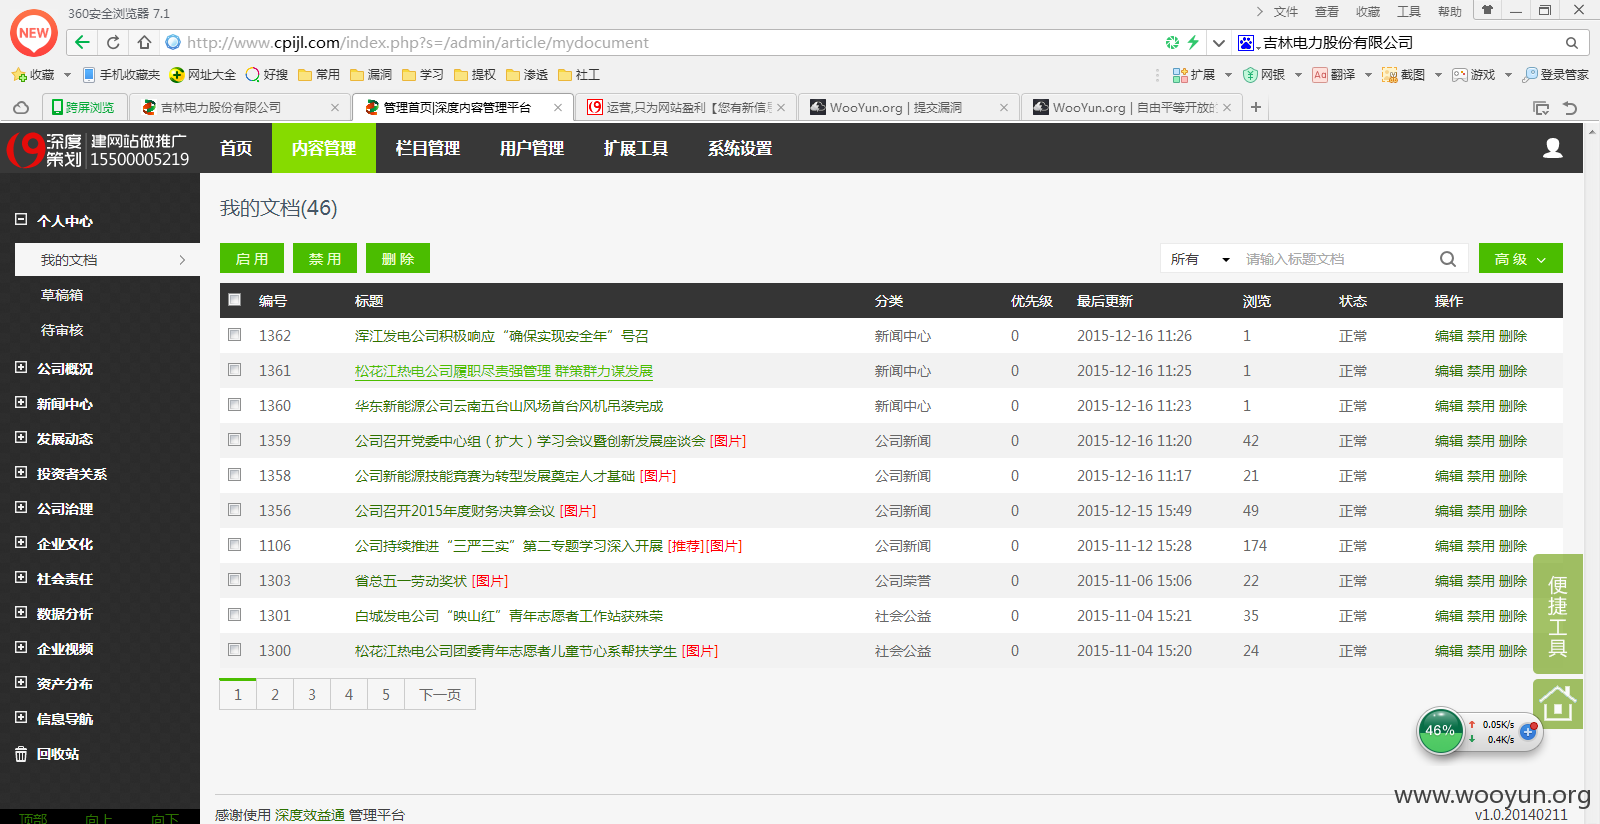 360安全浏览器 7.1
文件 查看 收藏 工具 帮助
NEW
http://www.cpijl.com/index.php?s=/admin/article/mydocument
吉林电力股份有限公司
收藏 手机收藏夹 网址大全 好搜 常用 漏洞 学习 提权 渗透 社工
扩展 网银 翻译 截图 游戏 登录管家
跨屏浏览 吉林电力股份有限公司 管理首页|深度内容管理平台 运营,只为网站盈利【您有新信 WooYun.org | 提交漏洞 WooYun.org | 自由平等开放的
深度策划 建网站做推广 15500005219
首页 内容管理 栏目管理 用户管理 扩展工具 系统设置
个人中心
我的文档
草稿箱
待审核
公司概况
新闻中心
发展动态
投资者关系
公司治理
企业文化
社会责任
数据分析
企业视频
资产分布
信息导航
回收站
顶部 向上 向下
我的文档(46)
启 用 禁 用 删 除
所有 请输入标题文档 高 级
编号 标题 分类 优先级 最后更新 浏览 状态 操作
1362 浑江发电公司积极响应“确保实现安全年”号召 新闻中心 0 2015-12-16 11:26 1 正常 编辑 禁用 删除
1361 松花江热电公司履职尽责强管理 群策群力谋发展 新闻中心 0 2015-12-16 11:25 1 正常 编辑 禁用 删除
1360 华东新能源公司云南五台山风场首台风机吊装完成 新闻中心 0 2015-12-16 11:23 1 正常 编辑 禁用 删除
1359 公司召开党委中心组（扩大）学习会议暨创新发展座谈会 [图片] 公司新闻 0 2015-12-16 11:20 42 正常 编辑 禁用 删除
1358 公司新能源技能竞赛为转型发展奠定人才基础 [图片] 公司新闻 0 2015-12-16 11:17 21 正常 编辑 禁用 删除
1356 公司召开2015年度财务决算会议 [图片] 公司新闻 0 2015-12-15 15:49 49 正常 编辑 禁用 删除
1106 公司持续推进“三严三实”第二专题学习深入开展 [推荐][图片] 公司新闻 0 2015-11-12 15:28 174 正常 编辑 禁用 删除
1303 省总五一劳动奖状 [图片] 公司荣誉 0 2015-11-06 15:06 22 正常 编辑 禁用 删除
1301 白城发电公司“映山红”青年志愿者工作站获殊荣 社会公益 0 2015-11-04 15:21 35 正常 编辑 禁用 删除
1300 松花江热电公司团委青年志愿者儿童节心系帮扶学生 [图片] 社会公益 0 2015-11-04 15:20 24 正常 编辑 禁用 删除
1 2 3 4 5 下一页
便捷工具
46% 0.05K/s
0.4K/s
www.wooyun.org
感谢使用 深度效益通 管理平台
v1.0.20140211